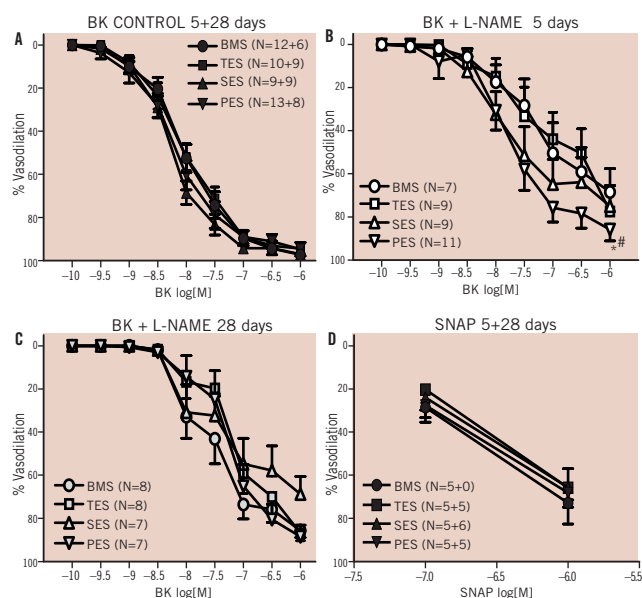 A
BK CONTROL 5+28 days
% Vasodilation
0
20
40
60
80
100
BMS (N=12+6)
TES (N=10+9)
SES (N=9+9)
PES (N=13+8)
−10 −9.5 −9 −8.5 −8 −7.5 −7 −6.5 −6
BK log[M]
B
BK + L-NAME 5 days
% Vasodilation
0
20
40
60
80
100
BMS (N=7)
TES (N=9)
SES (N=9)
PES (N=11)
*#
−10 −9.5 −9 −8.5 −8 −7.5 −7 −6.5 −6
BK log[M]
C
BK + L-NAME 28 days
% Vasodilation
0
20
40
60
80
100
BMS (N=8)
TES (N=8)
SES (N=7)
PES (N=7)
−10 −9.5 −9 −8.5 −8 −7.5 −7 −6.5 −6
BK log[M]
D
SNAP 5+28 days
% Vasodilation
0
20
40
60
80
100
BMS (N=5+0)
TES (N=5+5)
SES (N=5+6)
PES (N=5+5)
−7.5 −7.0 −6.5 −6.0 −5.5
SNAP log[M]